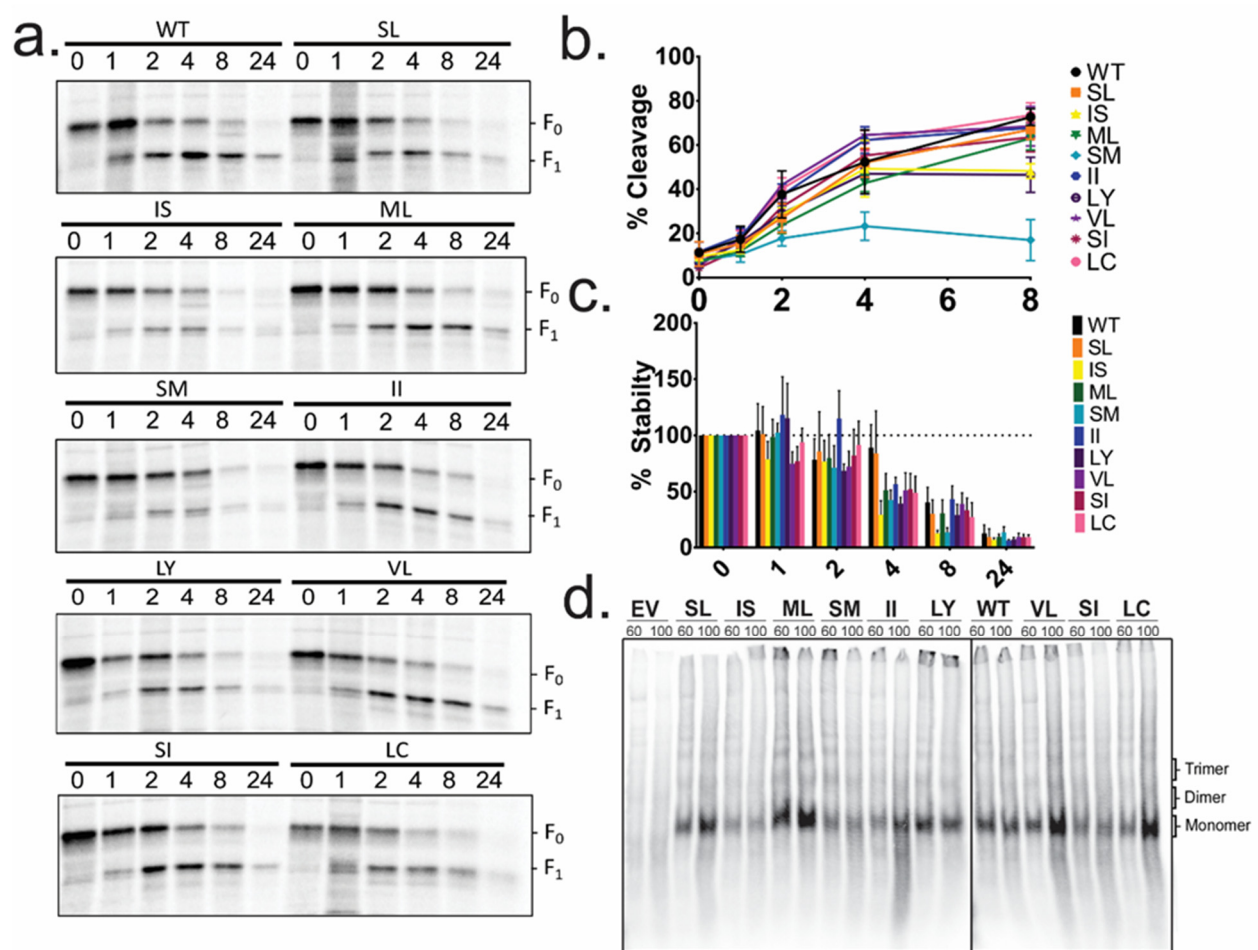 a.
WT SL
0 1 2 4 8 24 0 1 2 4 8 24
F0
F1
IS ML
0 1 2 4 8 24 0 1 2 4 8 24
F0
F1
SM II
0 1 2 4 8 24 0 1 2 4 8 24
F0
F1
LY VL
0 1 2 4 8 24 0 1 2 4 8 24
F0
F1
SI LC
0 1 2 4 8 24 0 1 2 4 8 24
F0
F1
b.
% Cleavage
100
80
60
40
20
0
0 2 4 6 8
WT
SL
IS
ML
SM
II
LY
VL
SI
LC
c.
% Stabilty
200
150
100
50
0
0 1 2 4 8 24
WT
SL
IS
ML
SM
II
LY
VL
SI
LC
d.
EV SL IS ML SM II LY WT VL SI LC
60 100 60 100 60 100 60 100 60 100 60 100 60 100 60 100 60 100 60 100 60 100
Trimer
Dimer
Monomer